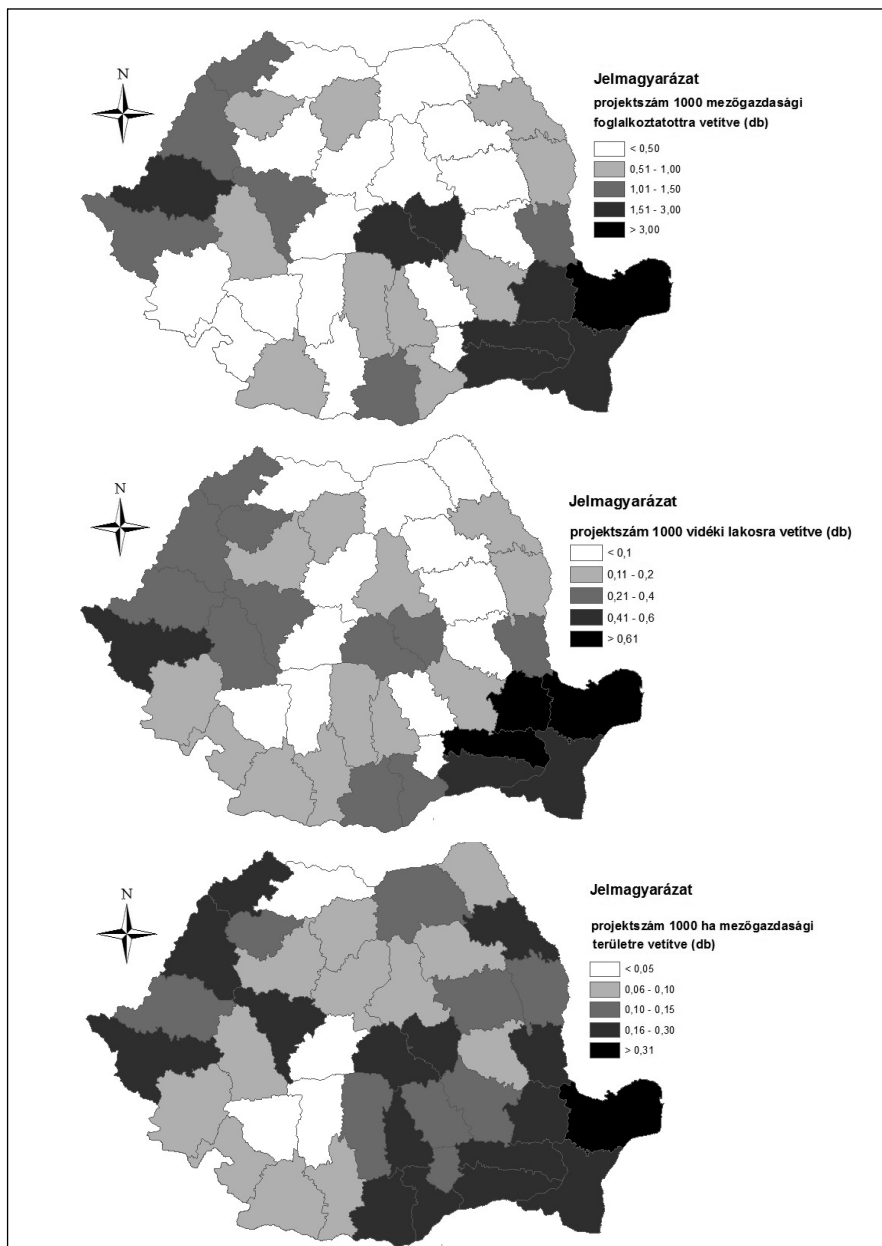 N
Jelmagyarázat
projektszám 1000 mezőgazdasági
foglalkoztatottra vetítve (db)
< 0,50
0,51 - 1,00
1,01 - 1,50
1,51 - 3,00
> 3,00
N
Jelmagyarázat
projektszám 1000 vidéki lakosra vetítve (db)
< 0,1
0,11 - 0,2
0,21 - 0,4
0,41 - 0,6
> 0,61
N
Jelmagyarázat
projektszám 1000 ha mezőgazdasági
területre vetítve (db)
< 0,05
0,06 - 0,10
0,10 - 0,15
0,16 - 0,30
> 0,31